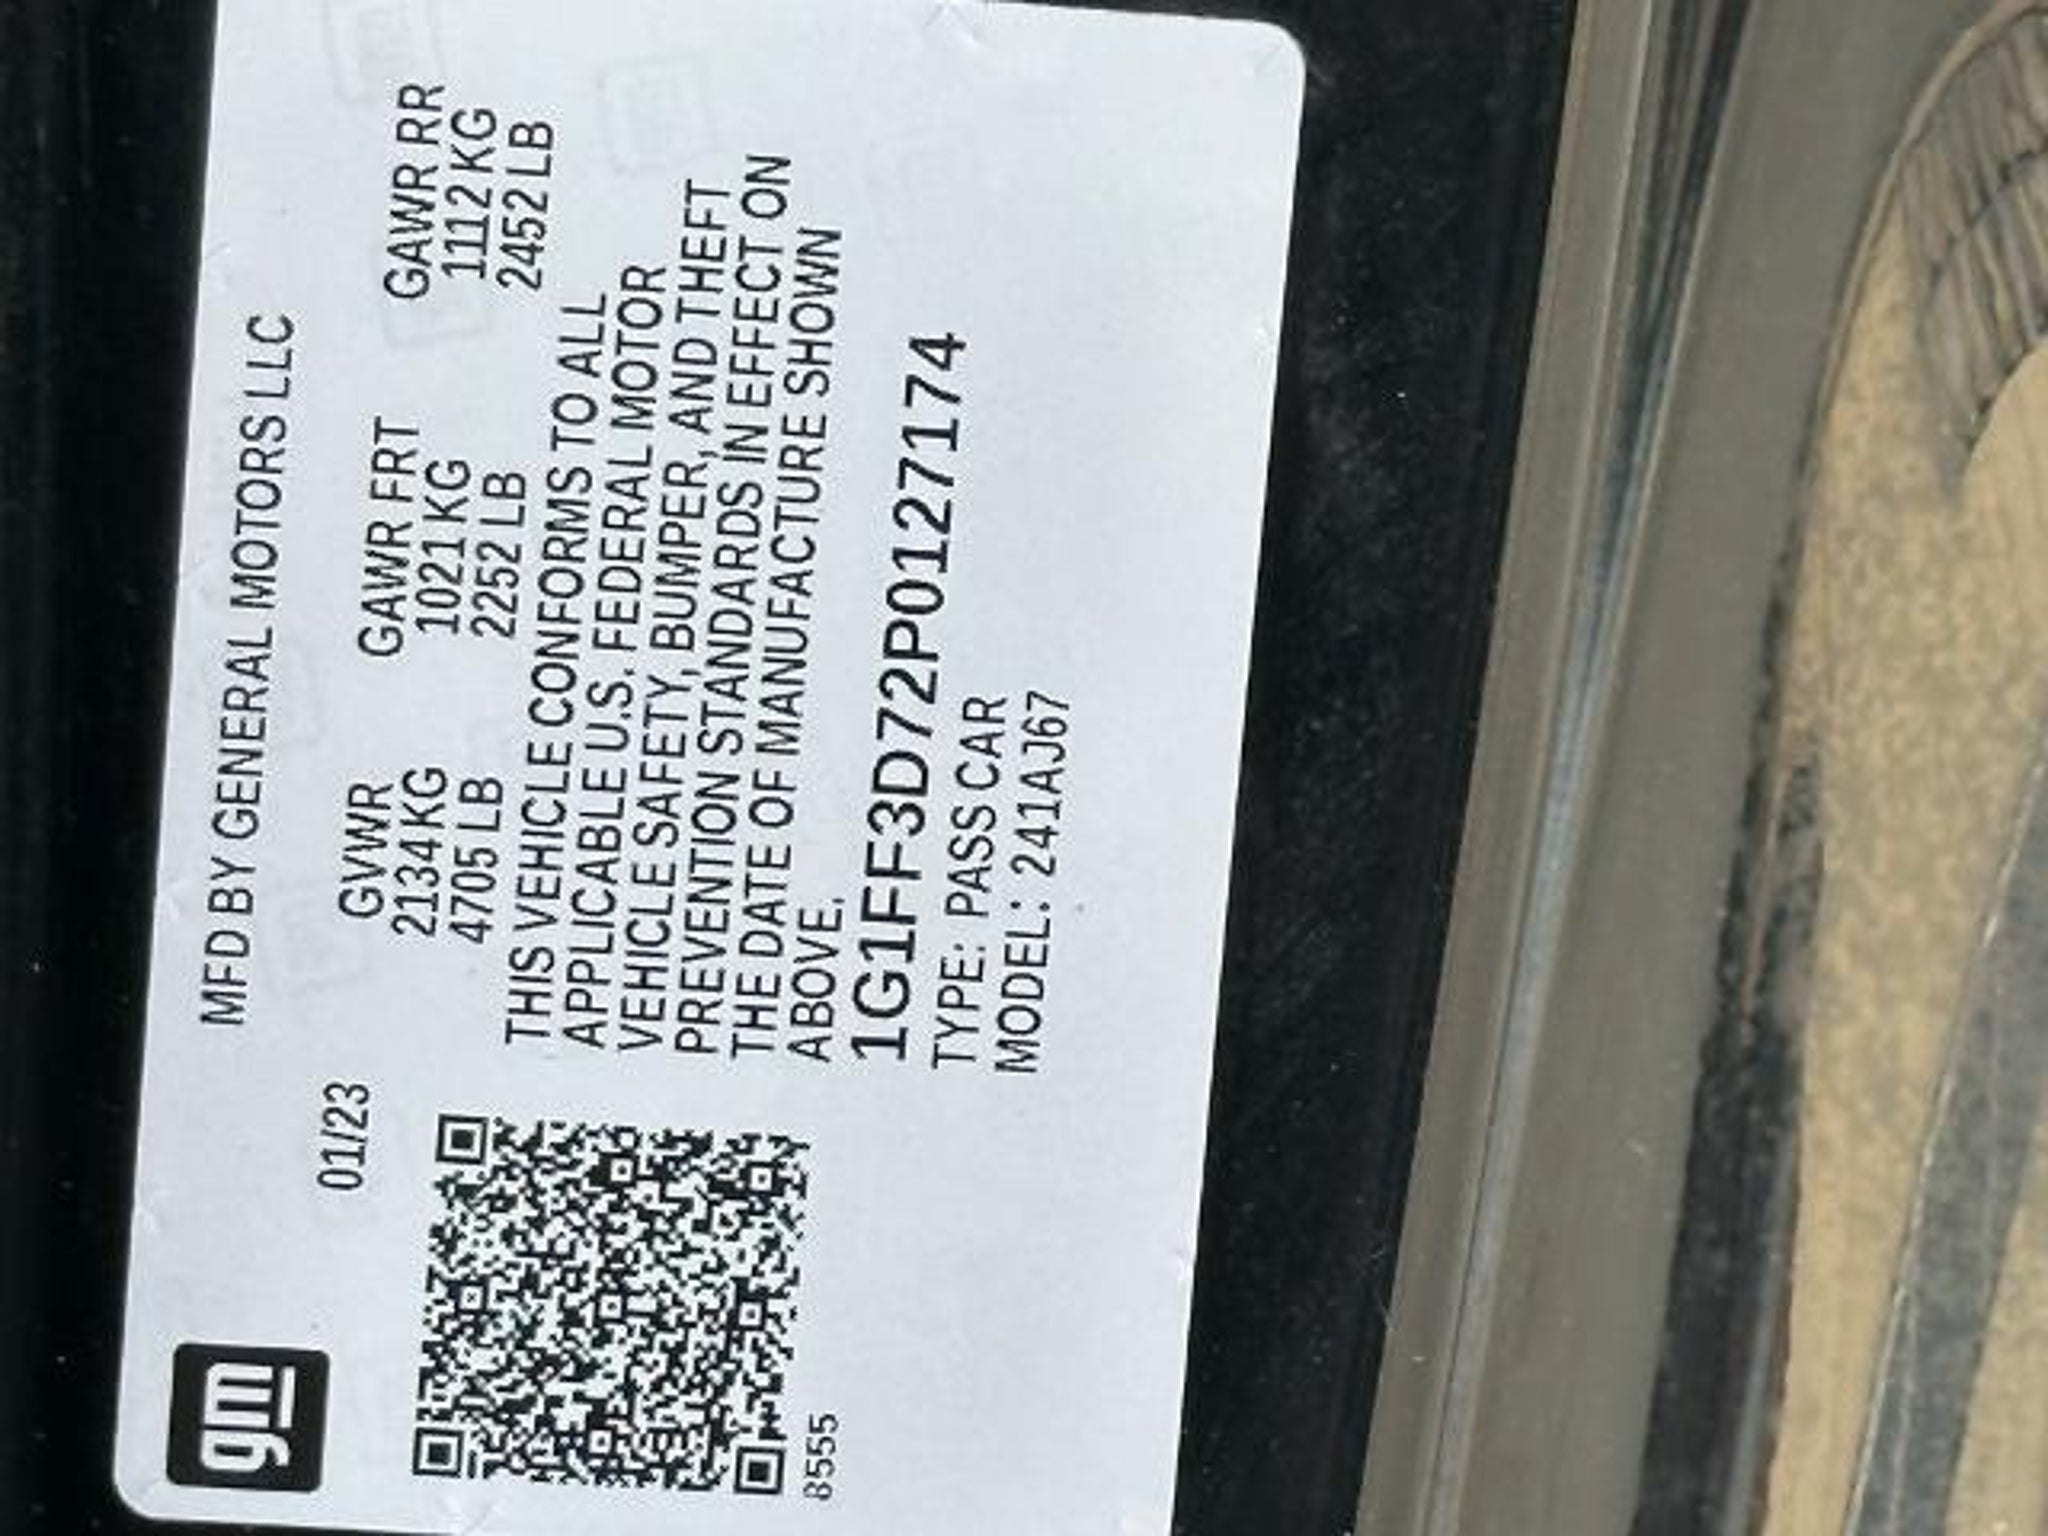 gm
MFD BY GENERAL MOTORS LLC
01/23
GVWR GAWR FRT GAWR RR
2134 KG 1021 KG 1112 KG
4705 LB 2252 LB 2452 LB
THIS VEHICLE CONFORMS TO ALL
APPLICABLE U.S. FEDERAL MOTOR
VEHICLE SAFETY, BUMPER, AND THEFT
PREVENTION STANDARDS IN EFFECT ON
THE DATE OF MANUFACTURE SHOWN
ABOVE.
1G1FF3D72P0127174
TYPE: PASS CAR
MODEL: 241AJ67
8555